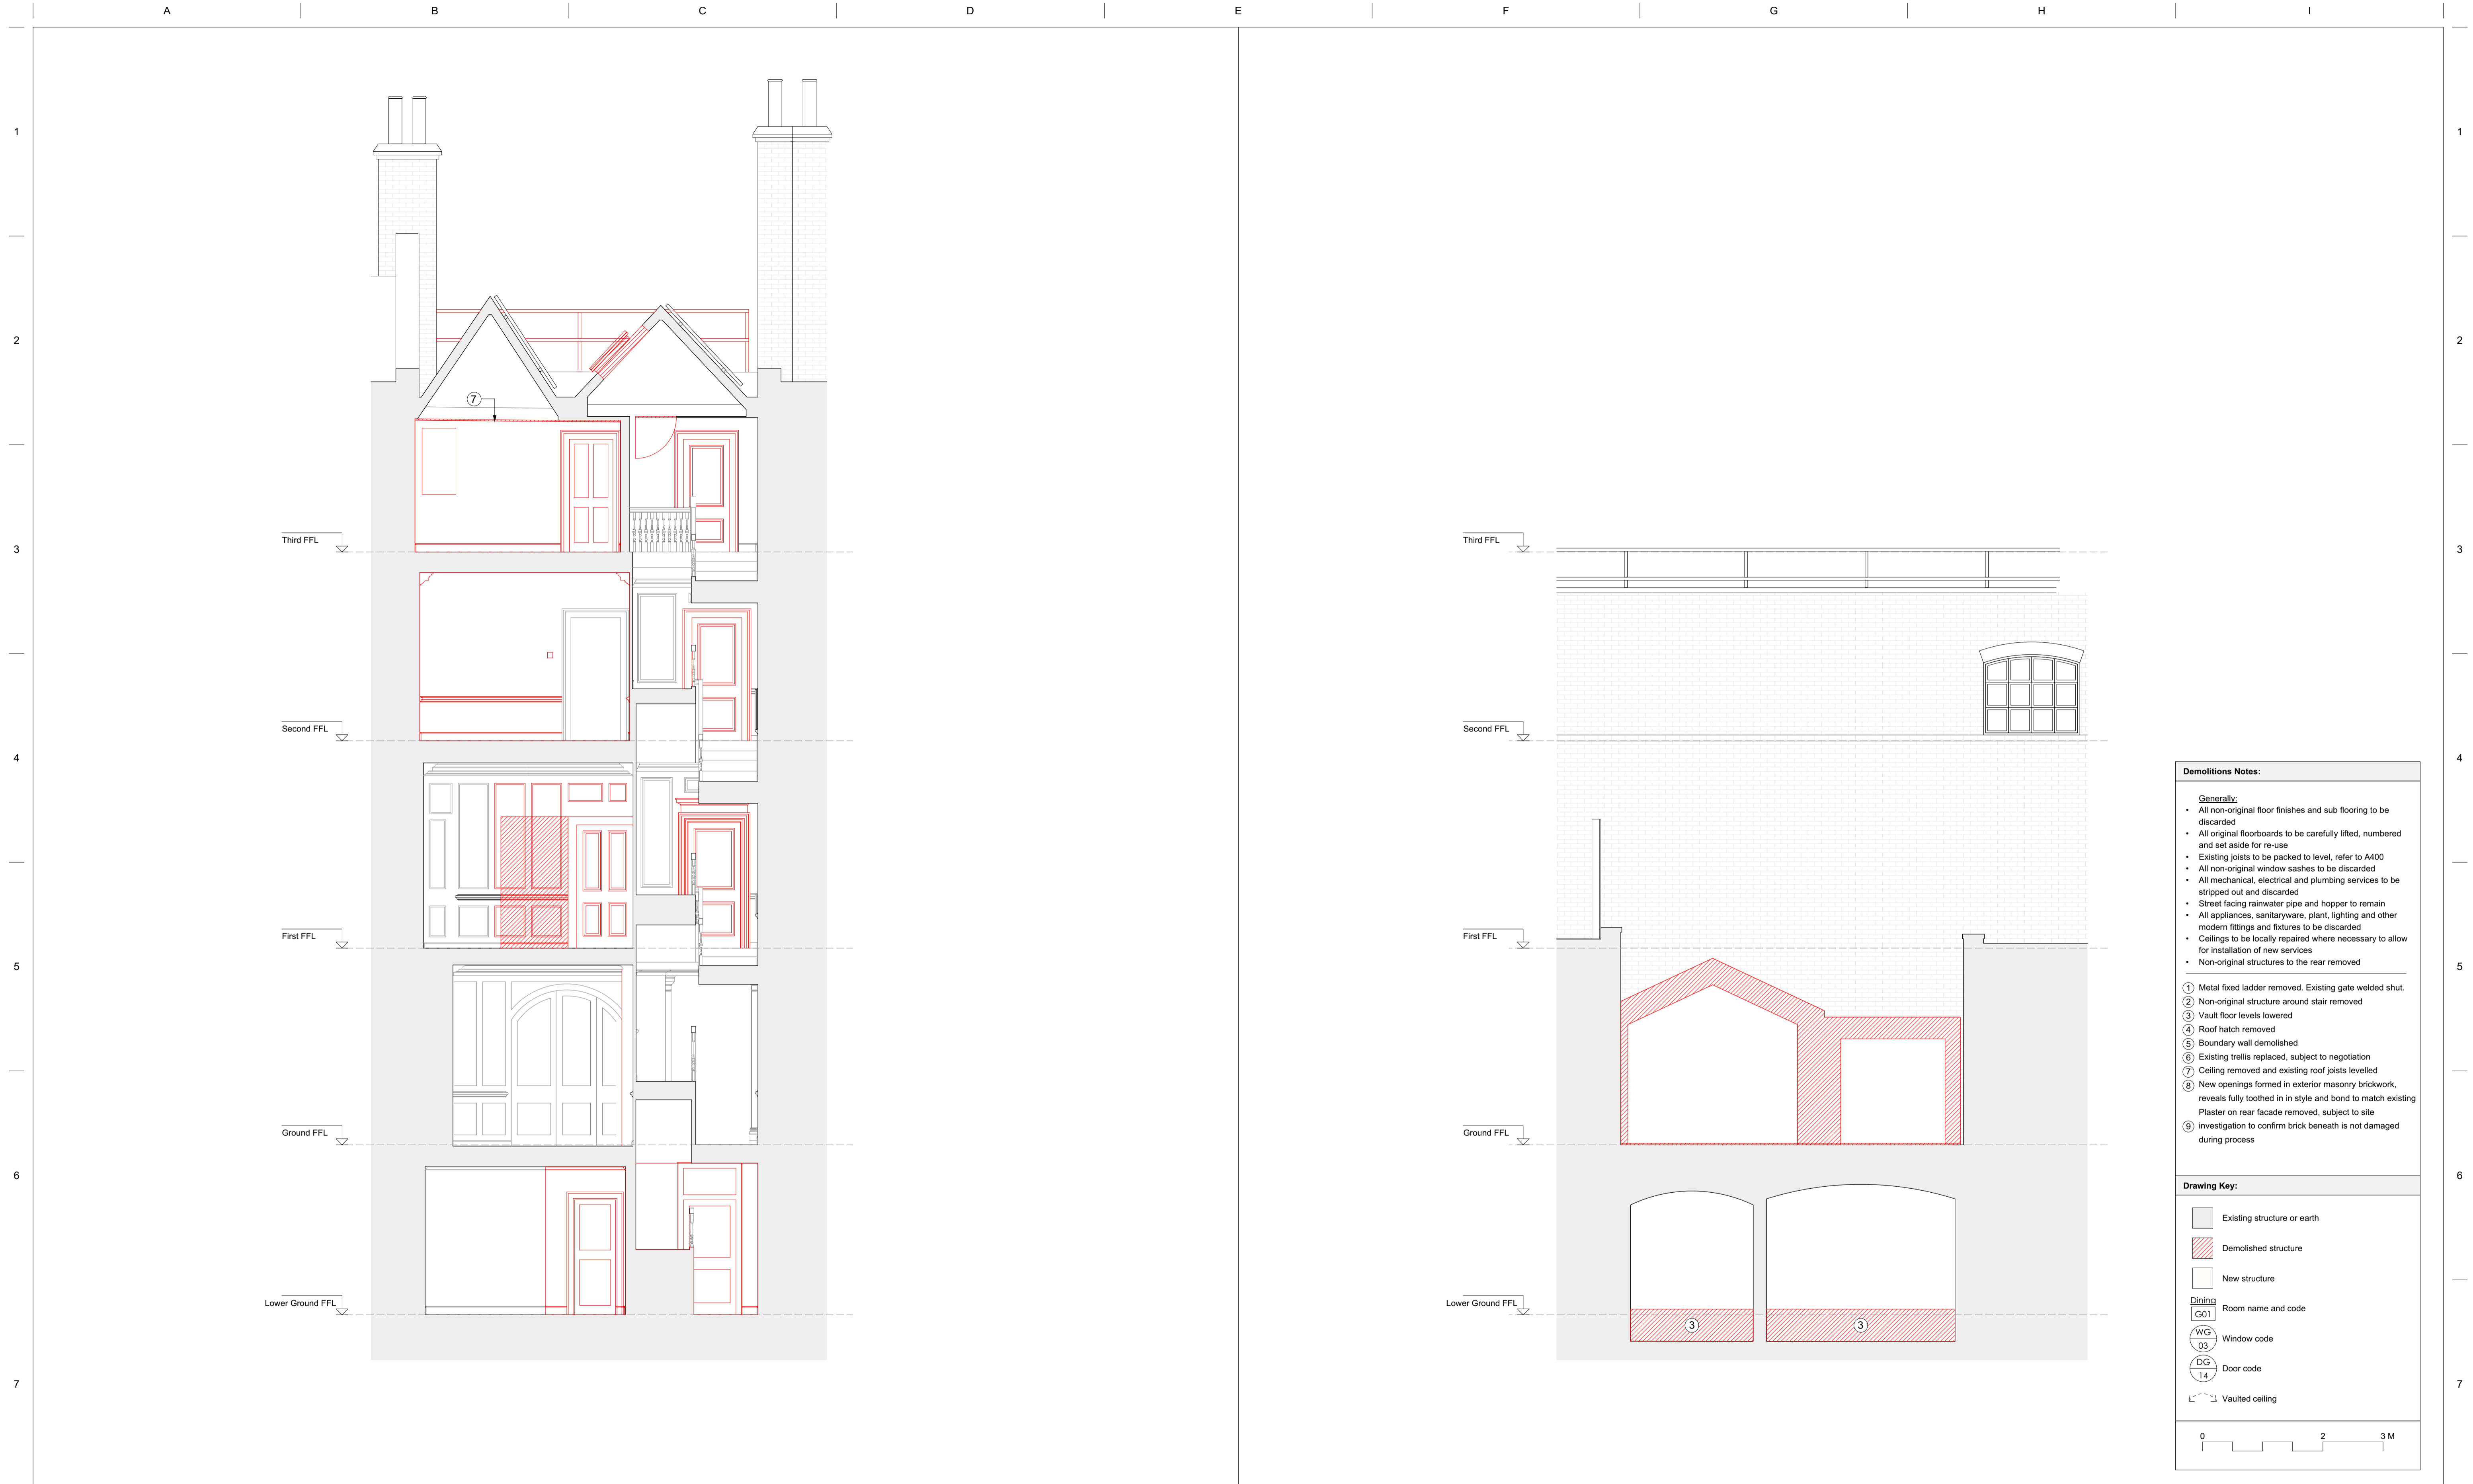 A B C D E F G H I
1 1
2 2
3 3
4 4
5 5
6 6
7 7
7
Third FFL
Second FFL
First FFL
Ground FFL
Lower Ground FFL
Third FFL
Second FFL
First FFL
Ground FFL
Lower Ground FFL
3 3
Demolitions Notes:
Generally:
• All non-original floor finishes and sub flooring to be
discarded
• All original floorboards to be carefully lifted, numbered
and set aside for re-use
• Existing joists to be packed to level, refer to A400
• All non-original window sashes to be discarded
• All mechanical, electrical and plumbing services to be
stripped out and discarded
• Street facing rainwater pipe and hopper to remain
• All appliances, sanitaryware, plant, lighting and other
modern fittings and fixtures to be discarded
• Ceilings to be locally repaired where necessary to allow
for installation of new services
• Non-original structures to the rear removed
1 Metal fixed ladder removed. Existing gate welded shut.
2 Non-original structure around stair removed
3 Vault floor levels lowered
4 Roof hatch removed
5 Boundary wall demolished
6 Existing trellis replaced, subject to negotiation
7 Ceiling removed and existing roof joists levelled
8 New openings formed in exterior masonry brickwork,
reveals fully toothed in in style and bond to match existing
Plaster on rear facade removed, subject to site
9 investigation to confirm brick beneath is not damaged
during process
Drawing Key:
Existing structure or earth
Demolished structure
New structure
Dining
G01
Room name and code
WG
03
Window code
DG
14
Door code
Vaulted ceiling
0 2 3 M